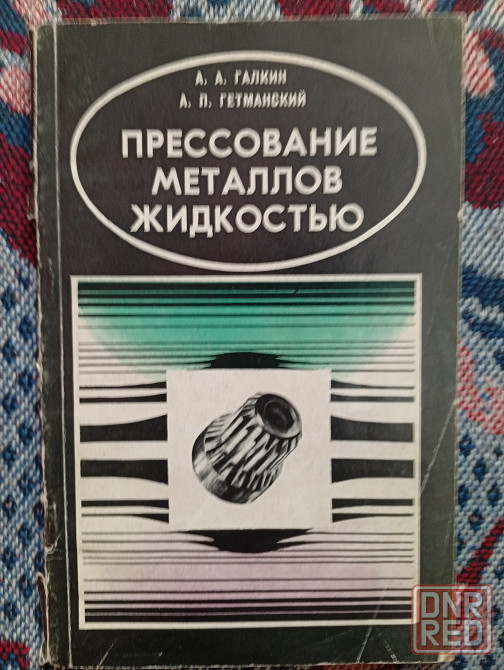 А. А. ГАЛКИН
А. П. ГЕТМАНСКИЙ
ПРЕССОВАНИЕ
МЕТАЛЛОВ
ЖИДКОСТЬЮ
DNR
RED